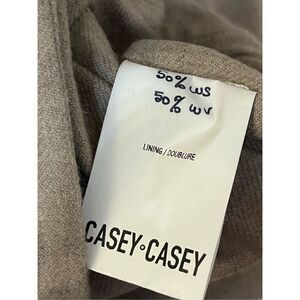 50% WS
50% WV
LINING / DOUBLURE
CASEY◦CASEY